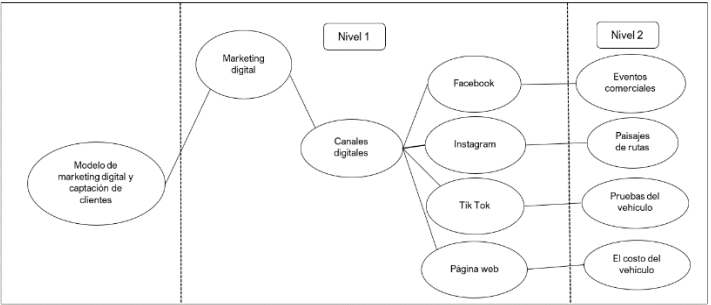 Nivel 1
Nivel 2
Marketing
digital
Facebook
Eventos
comerciales
Canales
digitales
Instagram
Paisajes
de rutas
Modelo de
marketing digital y
captación de
clientes
Tik Tok
Pruebas del
vehículo
Página web
El costo del
vehículo